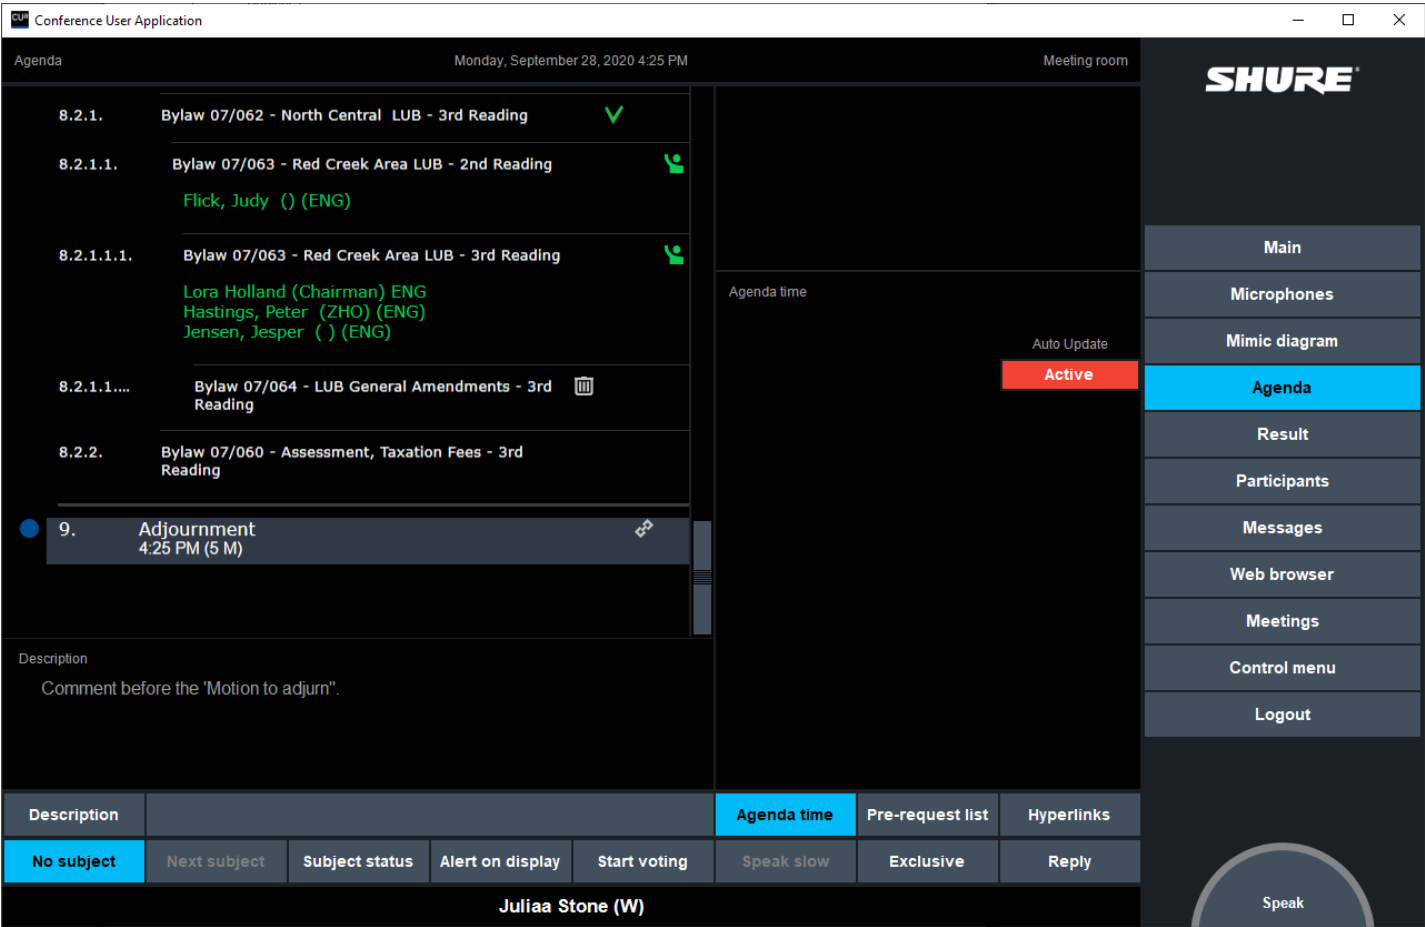 CUa Conference User Application
Agenda
Monday, September 28, 2020 4:25 PM
Meeting room
SHURE
8.2.1. Bylaw 07/062 - North Central LUB - 3rd Reading
8.2.1.1. Bylaw 07/063 - Red Creek Area LUB - 2nd Reading
Flick, Judy () (ENG)
8.2.1.1.1. Bylaw 07/063 - Red Creek Area LUB - 3rd Reading
Lora Holland (Chairman) ENG
Hastings, Peter (ZHO) (ENG)
Jensen, Jesper ( ) (ENG)
8.2.1.1.... Bylaw 07/064 - LUB General Amendments - 3rd
Reading
8.2.2. Bylaw 07/060 - Assessment, Taxation Fees - 3rd
Reading
9. Adjournment
4:25 PM (5 M)
Description
Comment before the 'Motion to adjurn".
Agenda time
Auto Update
Active
Main
Microphones
Mimic diagram
Agenda
Result
Participants
Messages
Web browser
Meetings
Control menu
Logout
Description
Agenda time
Pre-request list
Hyperlinks
No subject
Next subject
Subject status
Alert on display
Start voting
Speak slow
Exclusive
Reply
Juliaa Stone (W)
Speak